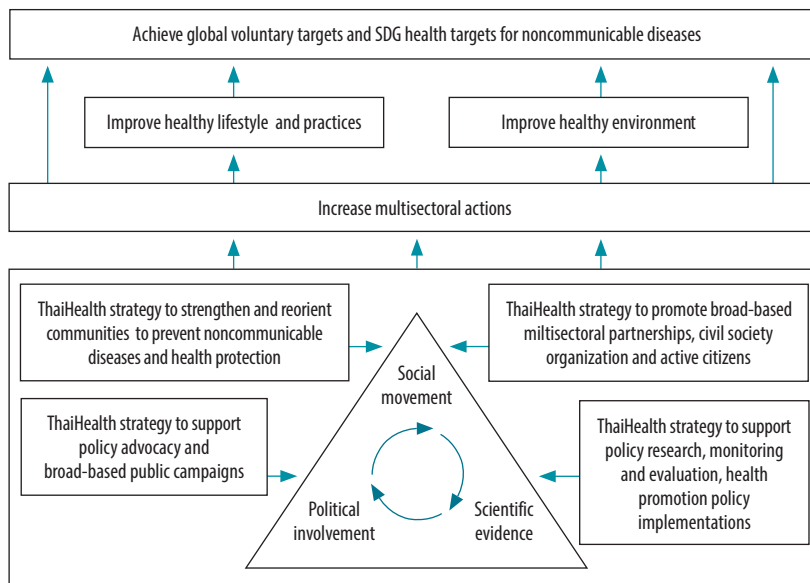 Achieve global voluntary targets and SDG health targets for noncommunicable diseases
Improve healthy lifestyle and practices
Improve healthy environment
Increase multisectoral actions
ThaiHealth strategy to strengthen and reorient
communities to prevent noncommunicable
diseases and health protection
ThaiHealth strategy to promote broad-based
miltisectoral partnerships, civil society
organization and active citizens
Social
movement
ThaiHealth strategy to support
policy advocacy and
broad-based public campaigns
ThaiHealth strategy to support
policy research, monitoring
and evaluation, health
promotion policy
implementations
Political
involvement
Scientific
evidence